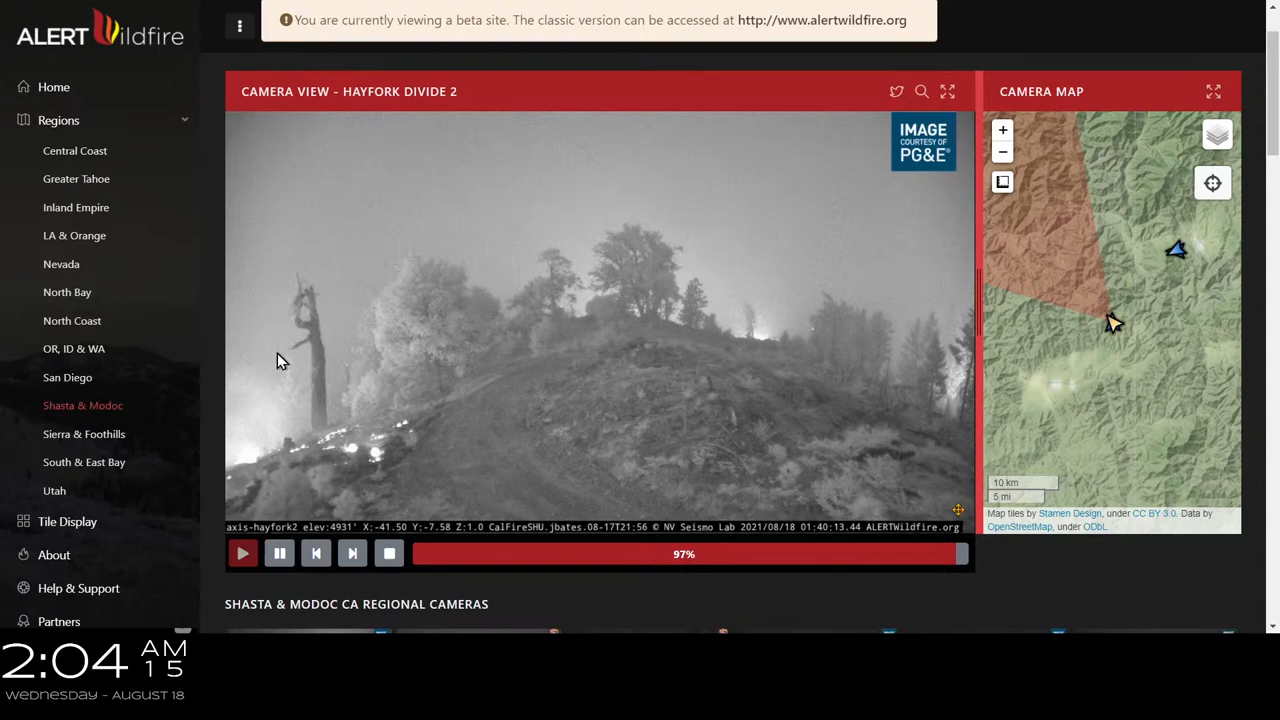 ALERT Wildfire
You are currently viewing a beta site. The classic version can be accessed at http://www.alertwildfire.org
Home
Regions
Central Coast
Greater Tahoe
Inland Empire
LA & Orange
Nevada
North Bay
North Coast
OR, ID & WA
San Diego
Shasta & Modoc
Sierra & Foothills
South & East Bay
Utah
Tile Display
About
Help & Support
Partners
2:04 AM
15
WEDNESDAY - AUGUST 18
CAMERA VIEW - HAYFORK DIVIDE 2
IMAGE
COURTESY OF
PG&E®
axis-hayfork2 elev:4931' X:-41.50 Y:-7.58 Z:1.0 CalFireSHU.jbates.08-17T21:56 © NV Seismo Lab 2021/08/18 01:40:13.44 ALERTWildfire.org
97%
SHASTA & MODOC CA REGIONAL CAMERAS
CAMERA MAP
+
−
10 km
5 mi
Map tiles by Stamen Design, under CC BY 3.0. Data by
OpenStreetMap, under ODbL.